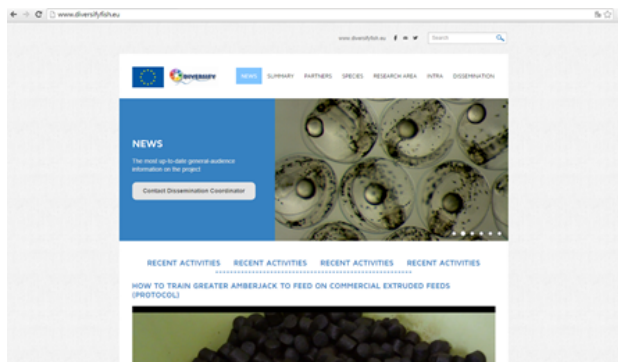 www.diversifyfish.eu
www.diversifyfish.eu
Search
DIVERSIFY
NEWS SUMMARY PARTNERS SPECIES RESEARCH AREA INTRA DISSEMINATION
NEWS
The most up-to-date general-audience
information on the project
Contact Dissemination Coordinator
RECENT ACTIVITIES RECENT ACTIVITIES RECENT ACTIVITIES RECENT ACTIVITIES
HOW TO TRAIN GREATER AMBERJACK TO FEED ON COMMERCIAL EXTRUDED FEEDS
(PROTOCOL)